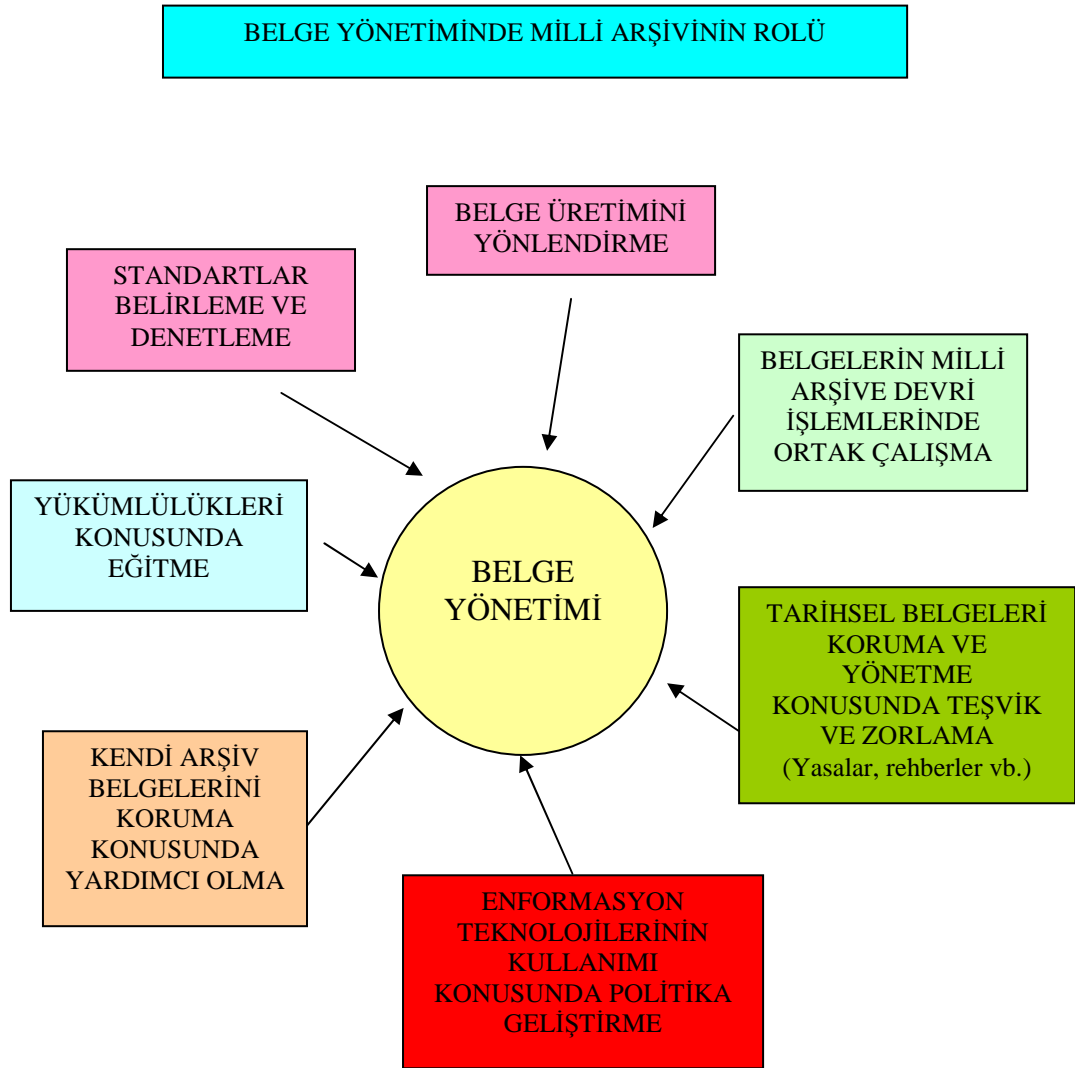 BELGE YÖNETİMİNDE MİLLİ ARŞİVİNİN ROLÜ
BELGE ÜRETİMİNİ
YÖNLENDİRME
STANDARTLAR
BELİRLEME VE
DENETLEME
BELGELERİN MİLLİ
ARŞİVE DEVRİ
İŞLEMLERİNDE
ORTAK ÇALIŞMA
YÜKÜMLÜLÜKLERİ
KONUSUNDA
EĞİTME
BELGE
YÖNETİMİ
TARİHSEL BELGELERİ
KORUMA VE
YÖNETME
KONUSUNDA TEŞVİK
VE ZORLAMA
(Yasalar, rehberler vb.)
KENDİ ARŞİV
BELGELERİNİ
KORUMA
KONUSUNDA
YARDIMCI OLMA
ENFORMASYON
TEKNOLOJİLERİNİN
KULLANIMI
KONUSUNDA POLİTİKA
GELİŞTİRME